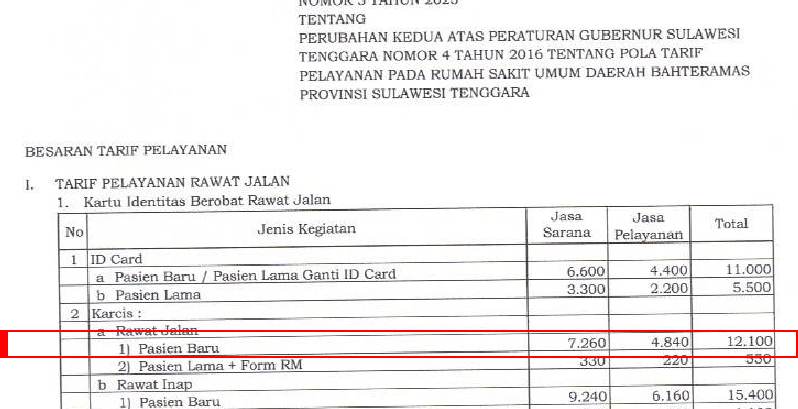 NOMOR 3 TAHUN 2023
TENTANG
PERUBAHAN KEDUA ATAS PERATURAN GUBERNUR SULAWESI
TENGGARA NOMOR 4 TAHUN 2016 TENTANG POLA TARIF
PELAYANAN PADA RUMAH SAKIT UMUM DAERAH BAHTERAMAS
PROVINSI SULAWESI TENGGARA
BESARAN TARIF PELAYANAN
I. TARIF PELAYANAN RAWAT JALAN
1. Kartu Identitas Berobat Rawat Jalan
No Jenis Kegiatan Jasa Sarana Jasa Pelayanan Total
1 ID Card
a Pasien Baru / Pasien Lama Ganti ID Card 6.600 4.400 11.000
b Pasien Lama 3.300 2.200 5.500
2 Karcis :
a Rawat Jalan
1) Pasien Baru 7.260 4.840 12.100
2) Pasien Lama + Form RM 330 220 550
b Rawat Inap
1) Pasien Baru 9.240 6.160 15.400